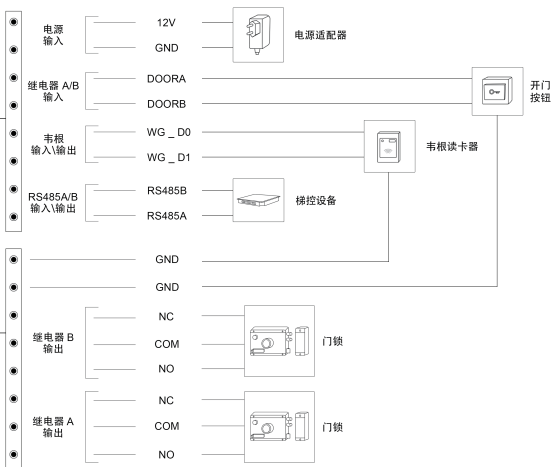 电源
输入
12V
GND
电源适配器
继电器 A/B
输入
DOORA
DOORB
开门
按钮
韦根
输入\输出
WG _ D0
WG _ D1
韦根读卡器
RS485A/B
输入\输出
RS485B
RS485A
梯控设备
GND
GND
继电器 B
输出
NC
COM
NO
门锁
继电器 A
输出
NC
COM
NO
门锁